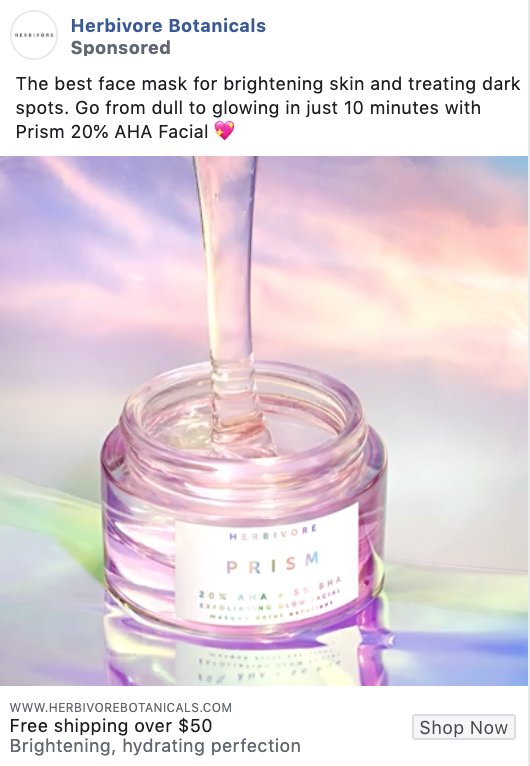 HERBIVORE
Herbivore Botanicals
Sponsored
The best face mask for brightening skin and treating dark
spots. Go from dull to glowing in just 10 minutes with
Prism 20% AHA Facial 💖
HERBIVORE
PRISM
20% AHA + 5% BHA
EXFOLIATING GLOW FACIAL
WWW.HERBIVOREBOTANICALS.COM
Free shipping over $50
Brightening, hydrating perfection
Shop Now